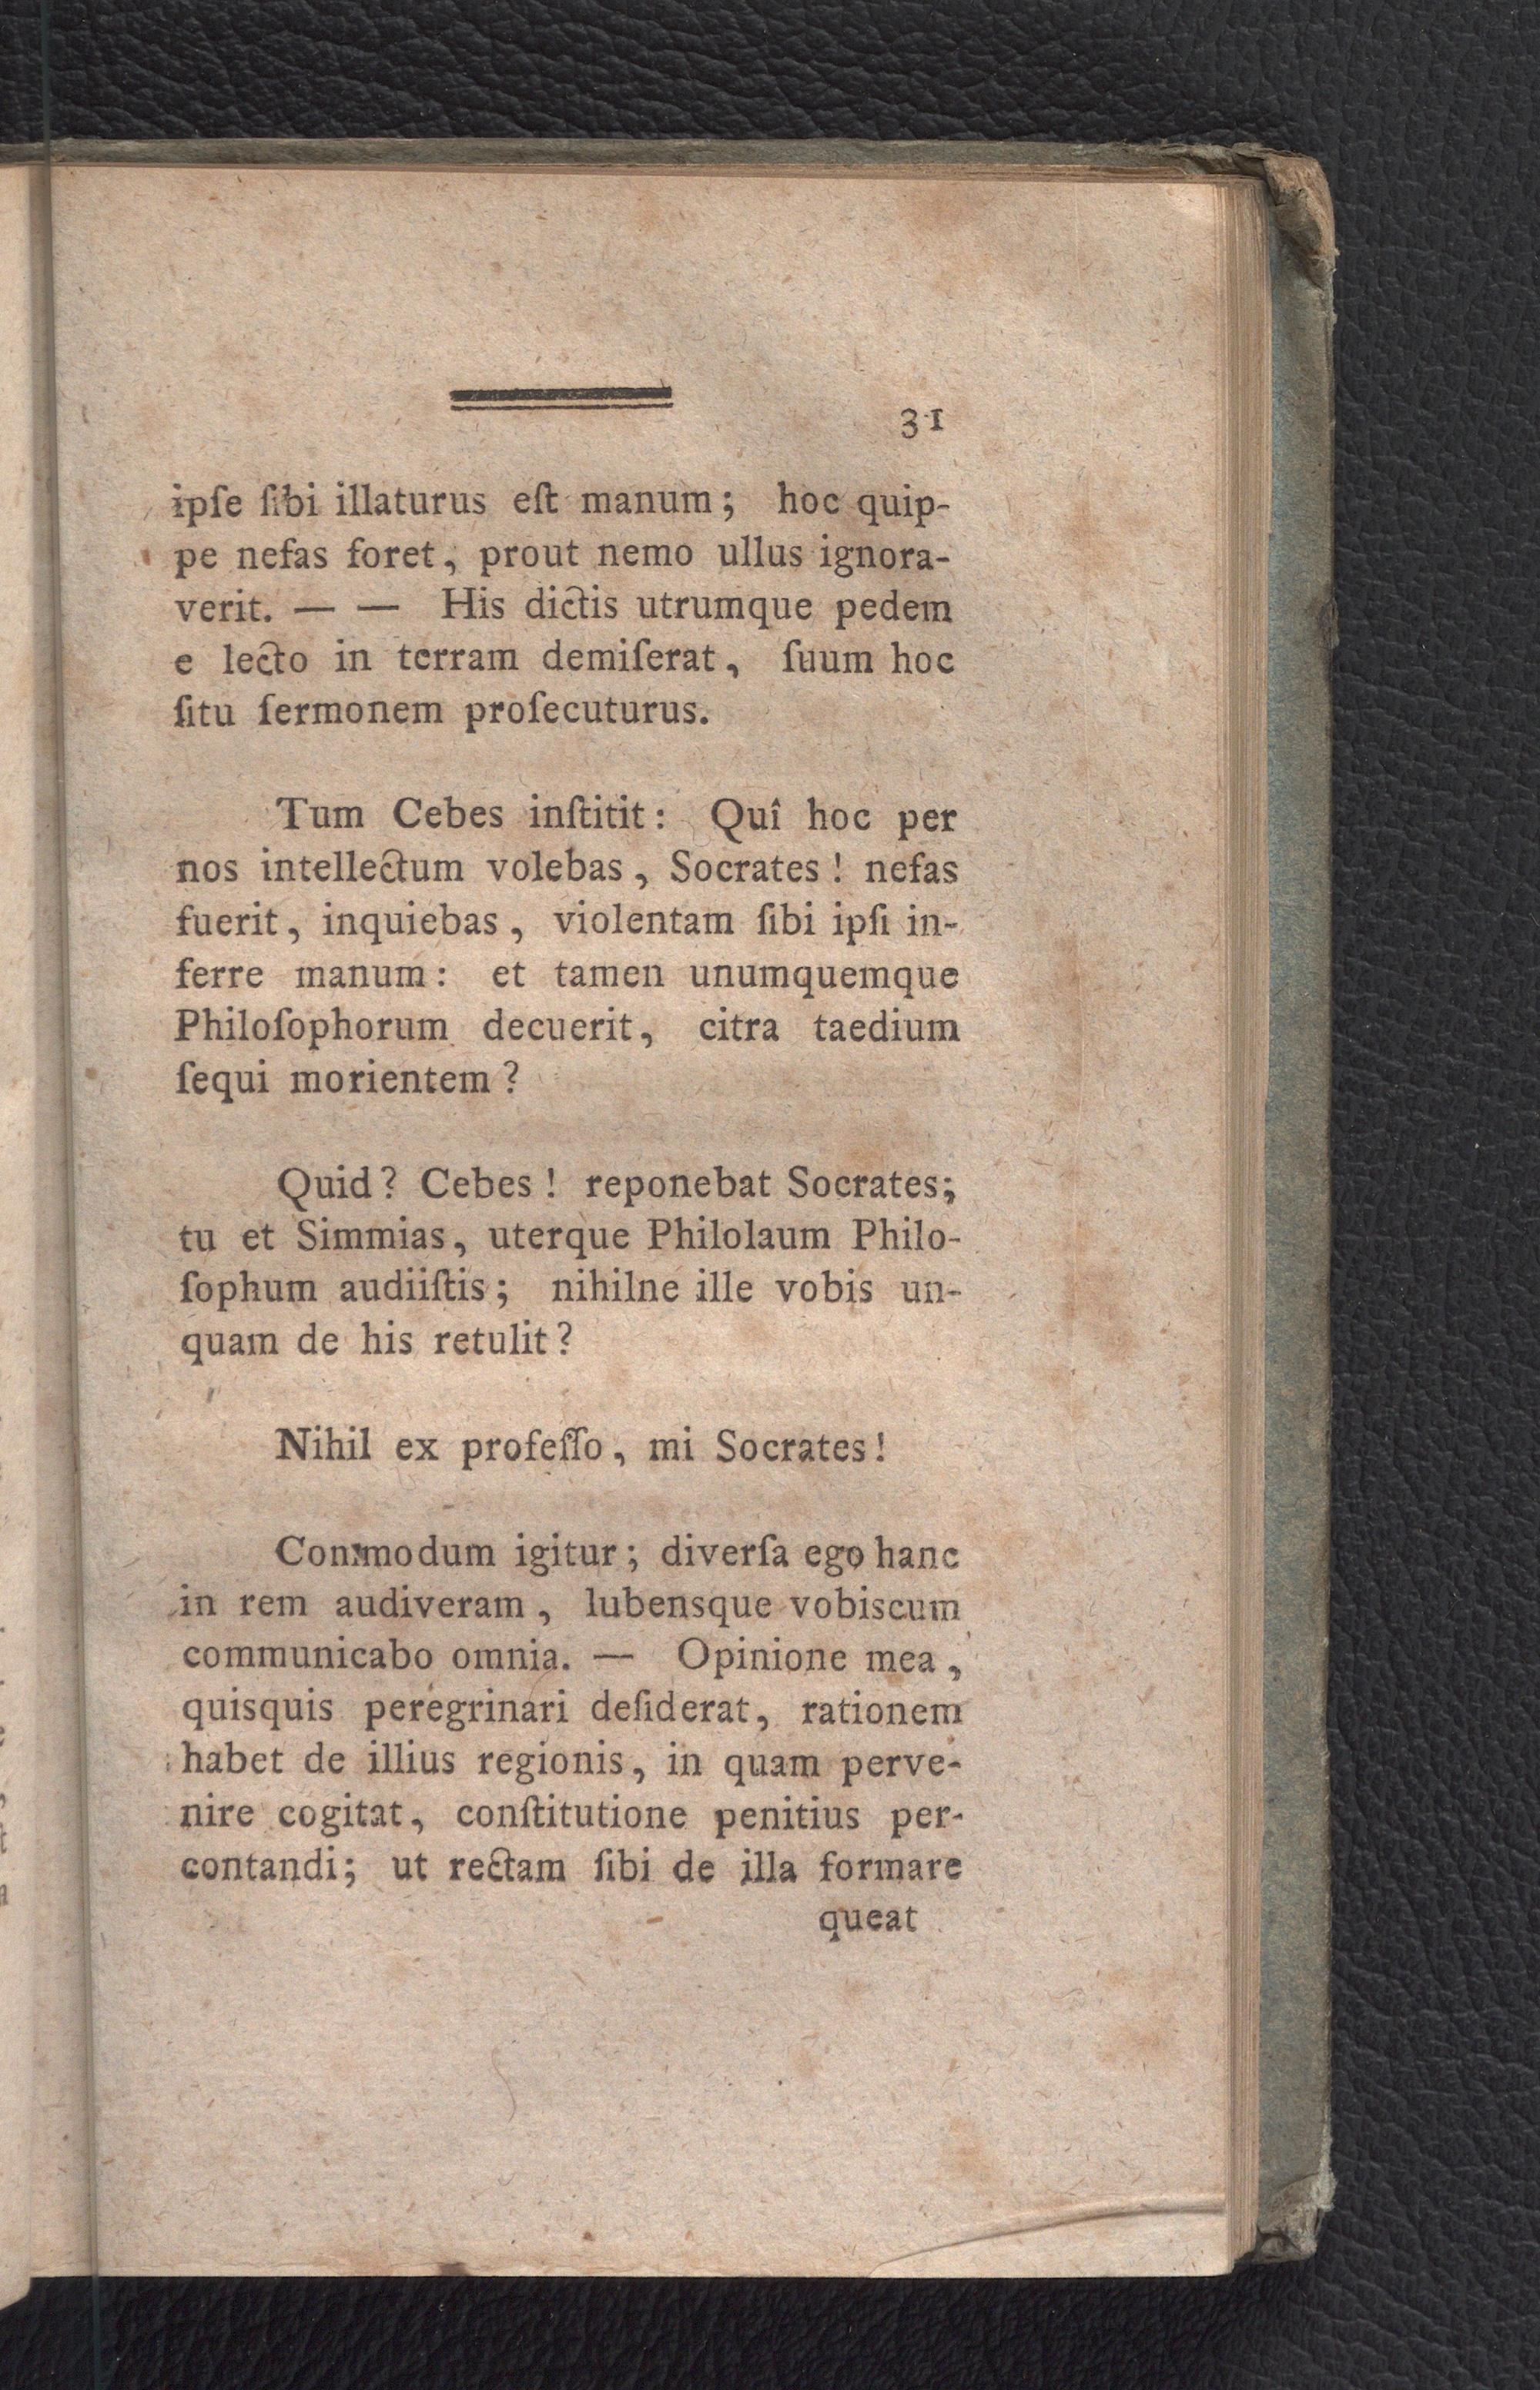 31
ipſe ſibi illaturus eſt manum; hoc quip-
pe nefas foret, prout nemo ullus ignora-
verit. — — His dictis utrumque pedem
e lecto in terram demiſerat, ſuum hoc
ſitu ſermonem proſecuturus.
Tum Cebes inſtitit: Quî hoc per
nos intellectum volebas, Socrates! nefas
fuerit, inquiebas, violentam ſibi ipſi in-
ferre manum: et tamen unumquemque
Philoſophorum decuerit, citra taedium
ſequi morientem?
Quid? Cebes! reponebat Socrates;
tu et Simmias, uterque Philolaum Philo-
ſophum audiiſtis; nihilne ille vobis un-
quam de his retulit?
Nihil ex profeſſo, mi Socrates!
Commodum igitur; diverſa ego hanc
in rem audiveram, lubensque vobiscum
communicabo omnia. — Opinione mea,
quisquis peregrinari deſiderat, rationem
habet de illius regionis, in quam perve-
nire cogitat, conſtitutione penitius per-
contandi; ut rectam ſibi de illa formare
queat